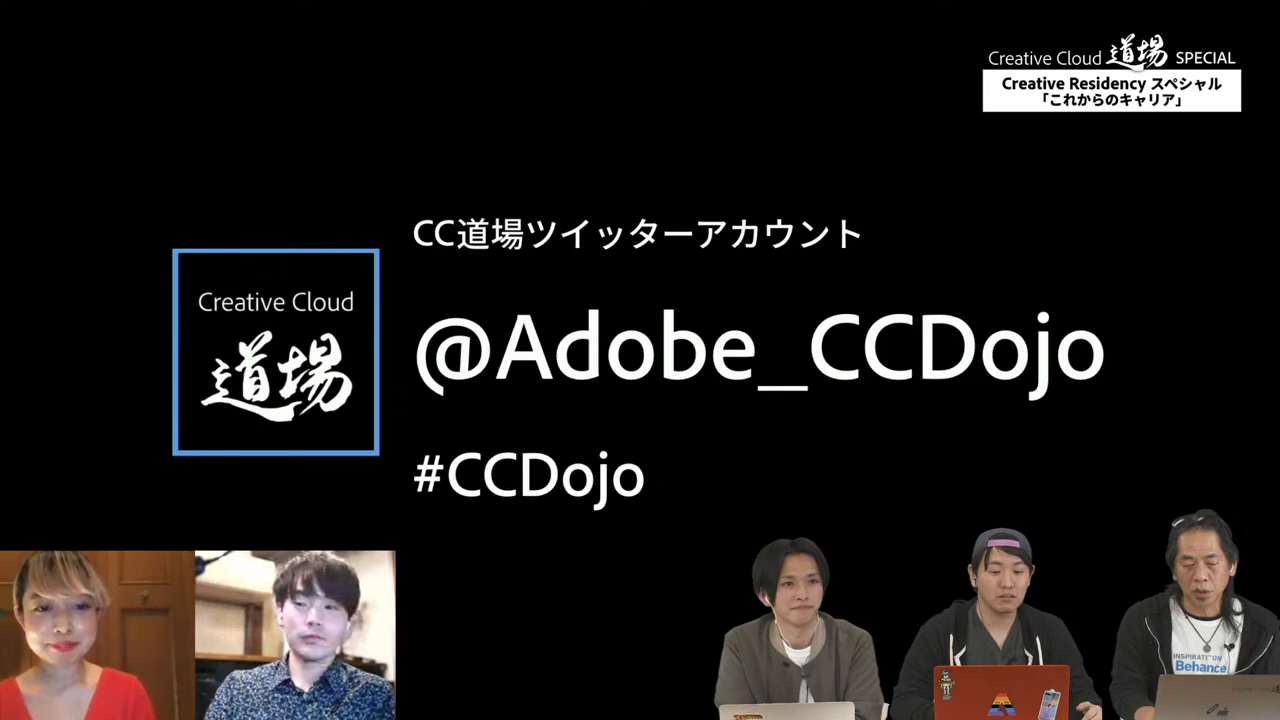 Creative Cloud 道場 SPECIAL
Creative Residency スペシャル
「これからのキャリア」
CC道場ツイッターアカウント
Creative Cloud
道場
@Adobe_CCDojo
#CCDojo
Behance